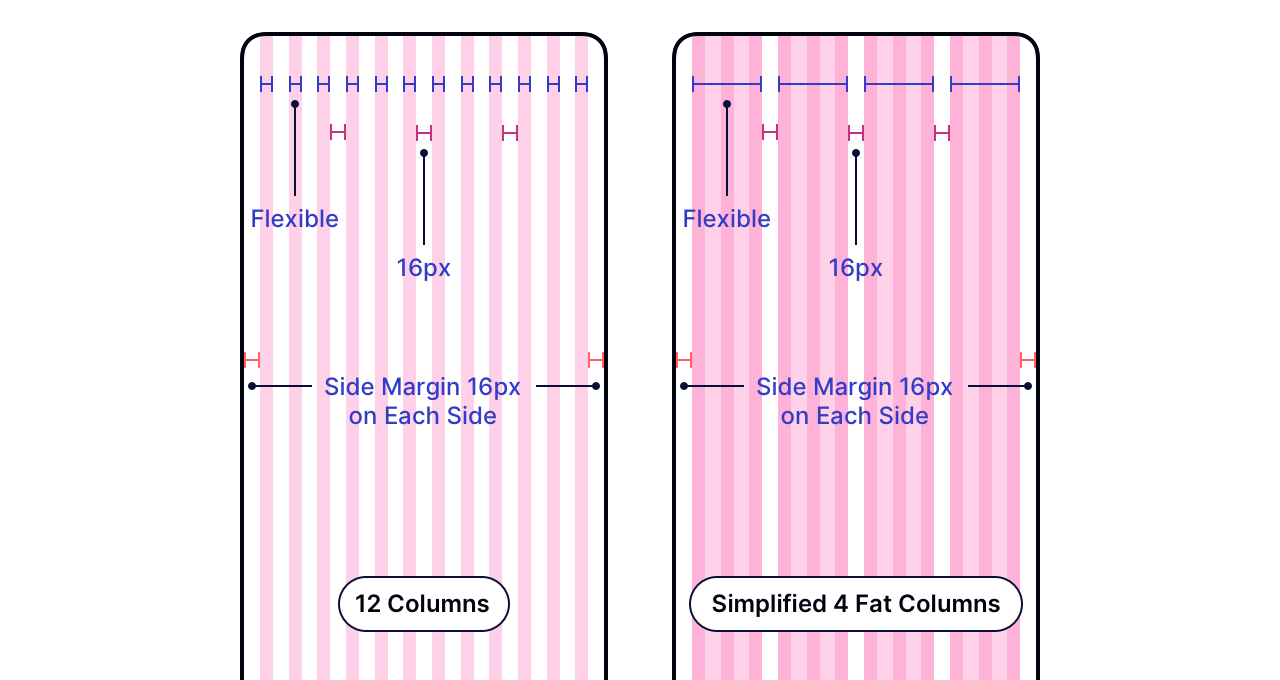 Flexible
16px
Side Margin 16px
on Each Side
12 Columns
Flexible
16px
Side Margin 16px
on Each Side
Simplified 4 Fat Columns